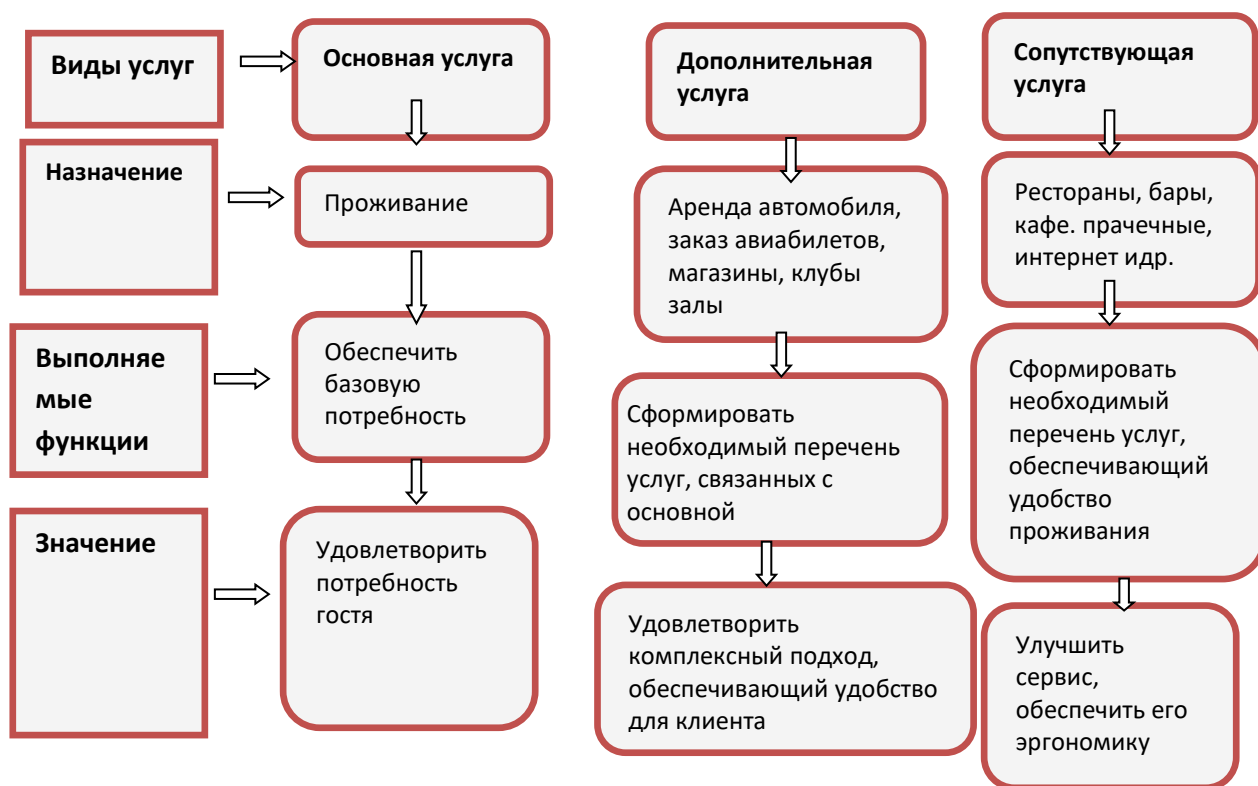 Виды услуг
Основная услуга
Дополнительная
услуга
Сопутствующая
услуга
Назначение
Проживание
Аренда автомобиля,
заказ авиабилетов,
магазины, клубы
залы
Рестораны, бары,
кафе. прачечные,
интернет идр.
Выполняе
мые
функции
Обеспечить
базовую
потребность
Сформировать
необходимый перечень
услуг, связанных с
основной
Сформировать
необходимый
перечень услуг,
обеспечивающий
удобство
проживания
Значение
Удовлетворить
потребность
гостя
Удовлетворить
комплексный подход,
обеспечивающий удобство
для клиента
Улучшить
сервис,
обеспечить его
эргономику